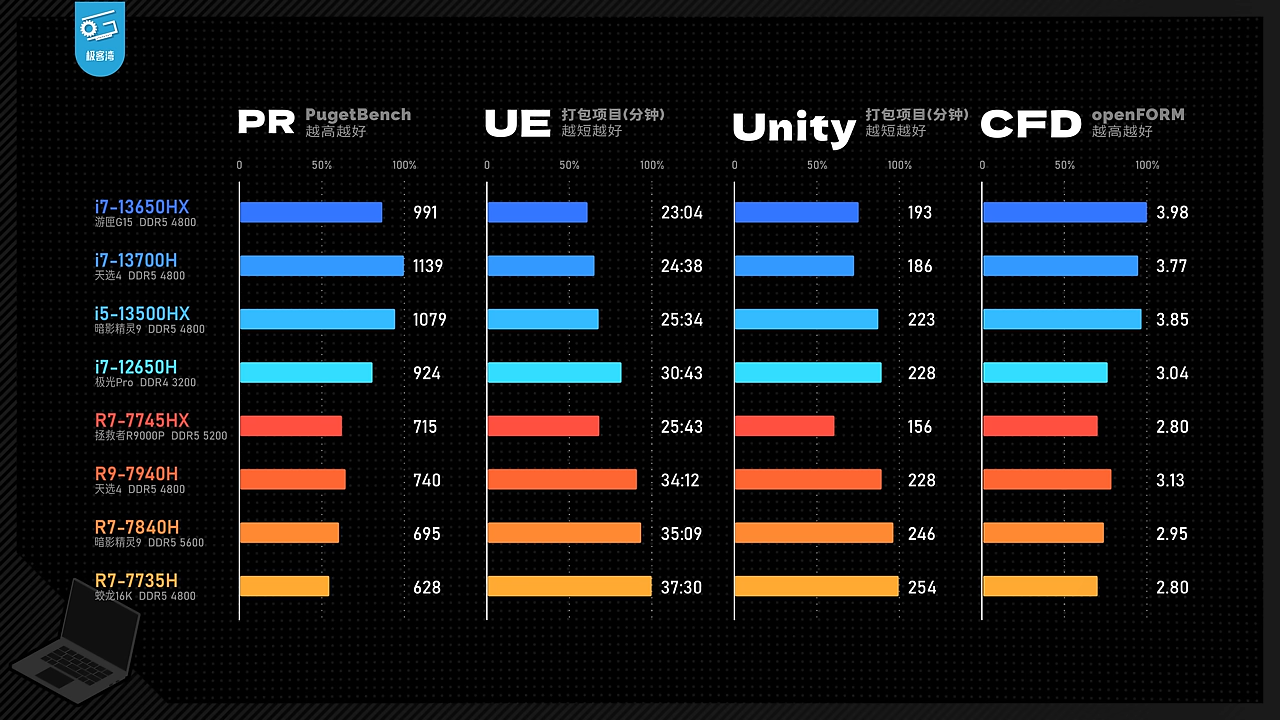 极客湾
PR PugetBench
越高越好
UE 打包项目(分钟)
越短越好
Unity 打包项目(分钟)
越短越好
CFD openFORM
越高越好
0 50% 100% 0 50% 100% 0 50% 100% 0 50% 100%
i7-13650HX 991 23:04 193 3.98
游匣G15 DDR5 4800
i7-13700H 1139 24:38 186 3.77
天选4 DDR5 4800
i5-13500HX 1079 25:34 223 3.85
暗影精灵9 DDR5 4800
i7-12650H 924 30:43 228 3.04
极光Pro DDR4 3200
R7-7745HX 715 25:43 156 2.80
拯救者R9000P DDR5 5200
R9-7940H 740 34:12 228 3.13
天选4 DDR5 4800
R7-7840H 695 35:09 246 2.95
暗影精灵9 DDR5 5600
R7-7735H 628 37:30 254 2.80
蛟龙16K DDR5 4800